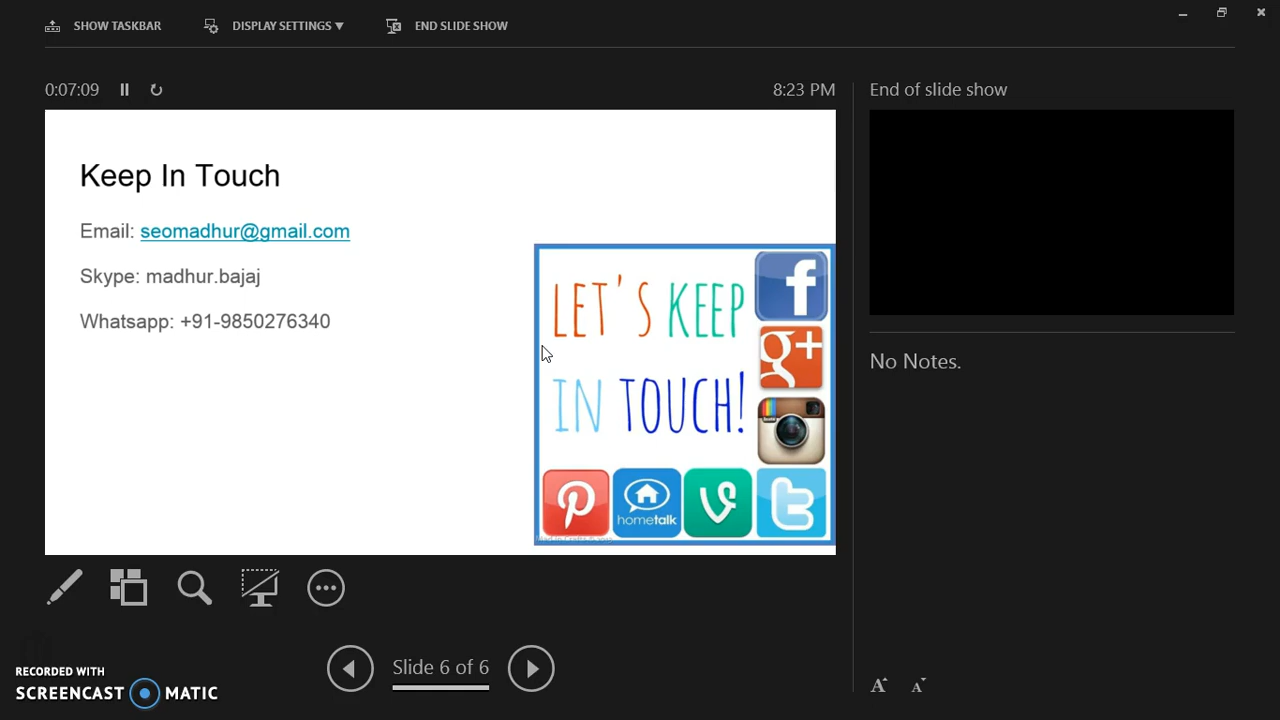 SHOW TASKBAR DISPLAY SETTINGS END SLIDE SHOW
0:07:09 8:23 PM End of slide show
Keep In Touch
Email: seomadhur@gmail.com
Skype: madhur.bajaj
Whatsapp: +91-9850276340
LET'S KEEP
IN TOUCH!
f
g+
hometalk
No Notes.
Slide 6 of 6
A A
RECORDED WITH
SCREENCAST MATIC